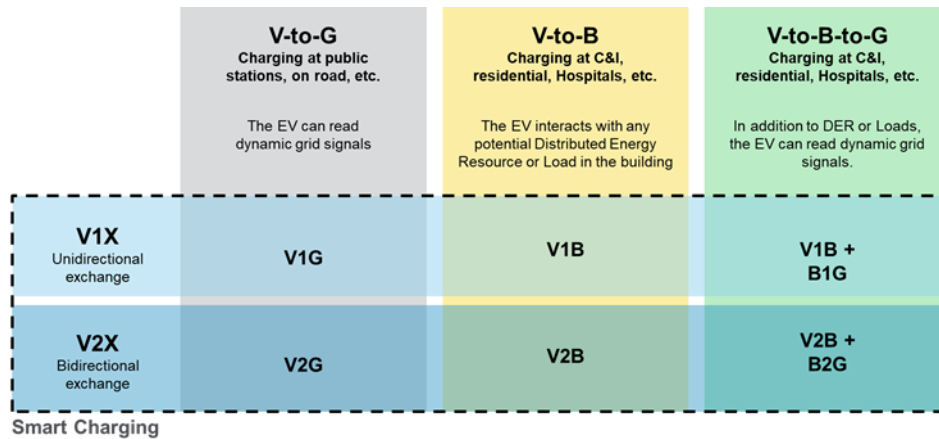 V-to-G
Charging at public
stations, on road, etc.
The EV can read
dynamic grid signals
V-to-B
Charging at C&I,
residential, Hospitals, etc.
The EV interacts with any
potential Distributed Energy
Resource or Load in the building
V-to-B-to-G
Charging at C&I,
residential, Hospitals, etc.
In addition to DER or Loads,
the EV can read dynamic grid
signals.
V1X
Unidirectional
exchange
V1G
V1B
V1B +
B1G
V2X
Bidirectional
exchange
V2G
V2B
V2B +
B2G
Smart Charging